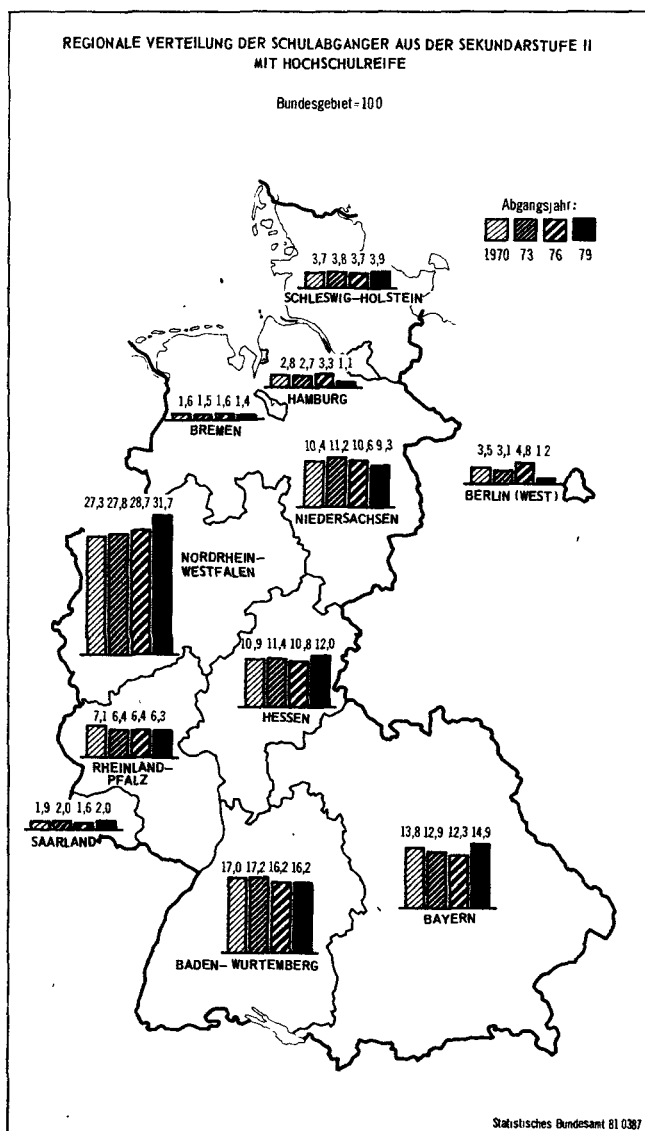 REGIONALE VERTEILUNG DER SCHULABGANGER AUS DER SEKUNDARSTUFE II
MIT HOCHSCHULREIFE
Bundesgebiet = 100
Abgangsjahr:
1970 73 76 79
3,7 3,8 3,7 3,9
SCHLESWIG-HOLSTEIN
2,8 2,7 3,3 1,1
HAMBURG
1,6 1,5 1,6 1,4
BREMEN
10,4 11,2 10,6 9,3
NIEDERSACHSEN
3,5 3,1 4,8 1 2
BERLIN (WEST)
27,3 27,8 28,7 31,7
NORDRHEIN-
WESTFALEN
10,9 11,4 10,8 12,0
HESSEN
7,1 6,4 6,4 6,3
RHEINLAND-
PFALZ
1,9 2,0 1,6 2,0
SAARLAND
13,8 12,9 12,3 14,9
BAYERN
17,0 17,2 16,2 16,2
BADEN-WURTEMBERG
Statistisches Bundesamt 81 0387